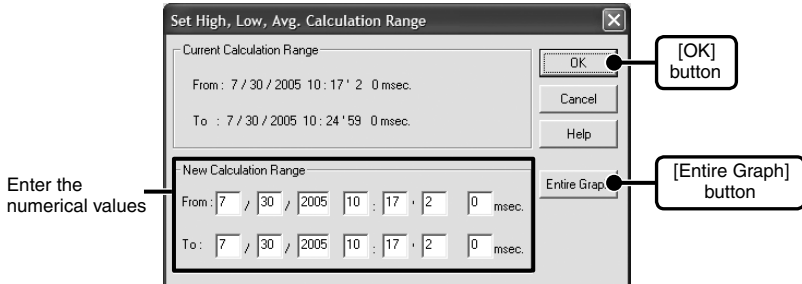 Set High, Low, Avg. Calculation Range
Current Calculation Range
From : 7 / 30 / 2005 10 : 17 ' 2 0 msec.
To : 7 / 30 / 2005 10 : 24 ' 59 0 msec.
OK
Cancel
Help
[OK]
button
Enter the
numerical values
New Calculation Range
From : 7 / 30 / 2005 10 : 17 ' 2 0 msec.
To : 7 / 30 / 2005 10 : 17 ' 2 0 msec.
Entire Grap
[Entire Graph]
button